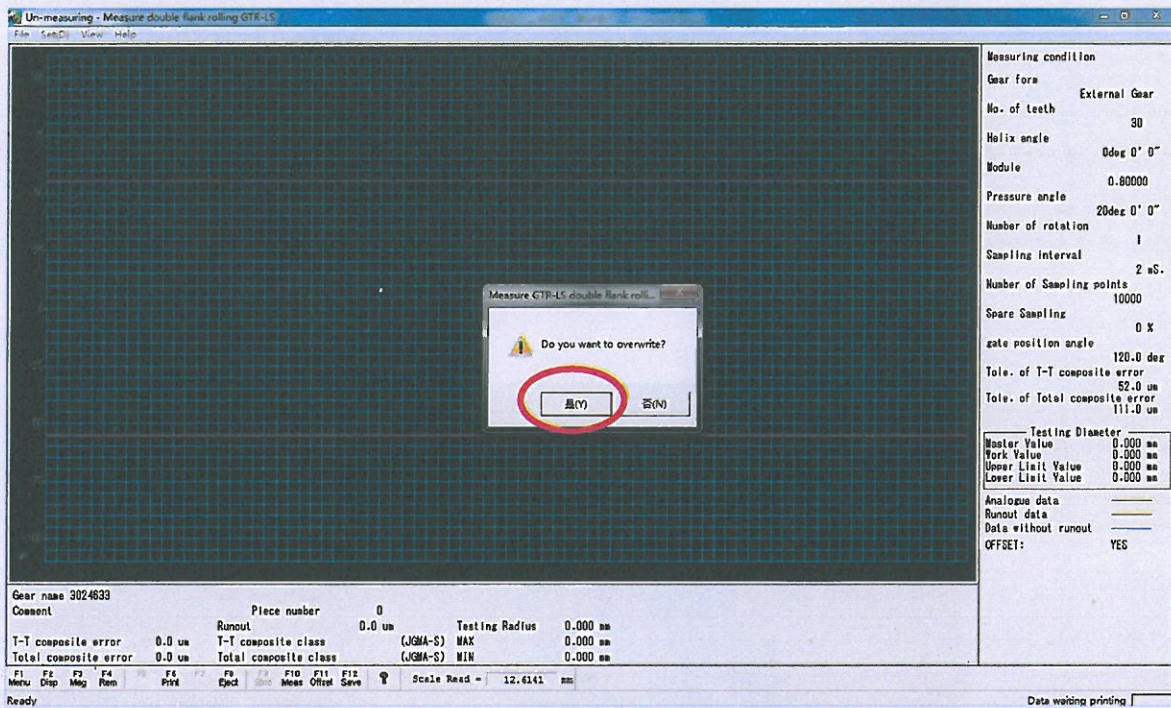 Un-measuring - Measure double flank rolling GTR-LS
File Set(D) View Help
Measuring condition
Gear form
External Gear
No. of teeth
30
Helix angle
0deg 0' 0"
Module
0.80000
Pressure angle
20deg 0' 0"
Number of rotation
1
Sampling interval
2 mS.
Number of Sampling points
10000
Spare Sampling
0 %
gate position angle
120.0 deg
Tole. of T-T composite error
52.0 um
Tole. of Total composite error
111.0 um
Testing Diameter
Master Value 0.000 mm
Work Value 0.000 mm
Upper Limit Value 0.000 mm
Lower Limit Value 0.000 mm
Analogue data
Runout data
Data without runout
OFFSET: YES
Measure GTR-LS double flank rolli...
Do you want to overwrite?
是(Y) 否(N)
Gear name 3024633
Comment Piece number 0
Runout 0.0 um Testing Radius 0.000 mm
T-T composite error 0.0 um T-T composite class (JGMA-S) MAX 0.000 mm
Total composite error 0.0 um Total composite class (JGMA-S) MIN 0.000 mm
F1 F2 F3 F4 F5 F6 F7 F8 F9 F10 F11 F12
Menu Disp Mag Rem Print Eject Stop Meas Offset Save Scale Read = 12.6141 mm
Ready Data waiting printing